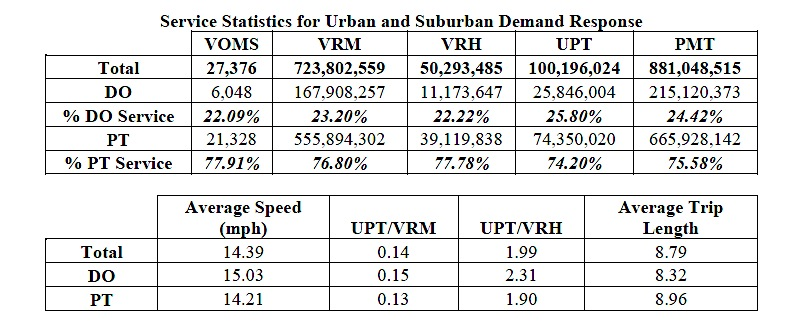 Service Statistics for Urban and Suburban Demand Response
VOMS VRM VRH UPT PMT
Total 27,376 723,802,559 50,293,485 100,196,024 881,048,515
DO 6,048 167,908,257 11,173,647 25,846,004 215,120,373
% DO Service 22.09% 23.20% 22.22% 25.80% 24.42%
PT 21,328 555,894,302 39,119,838 74,350,020 665,928,142
% PT Service 77.91% 76.80% 77.78% 74.20% 75.58%
Average Speed (mph) UPT/VRM UPT/VRH Average Trip Length
Total 14.39 0.14 1.99 8.79
DO 15.03 0.15 2.31 8.32
PT 14.21 0.13 1.90 8.96